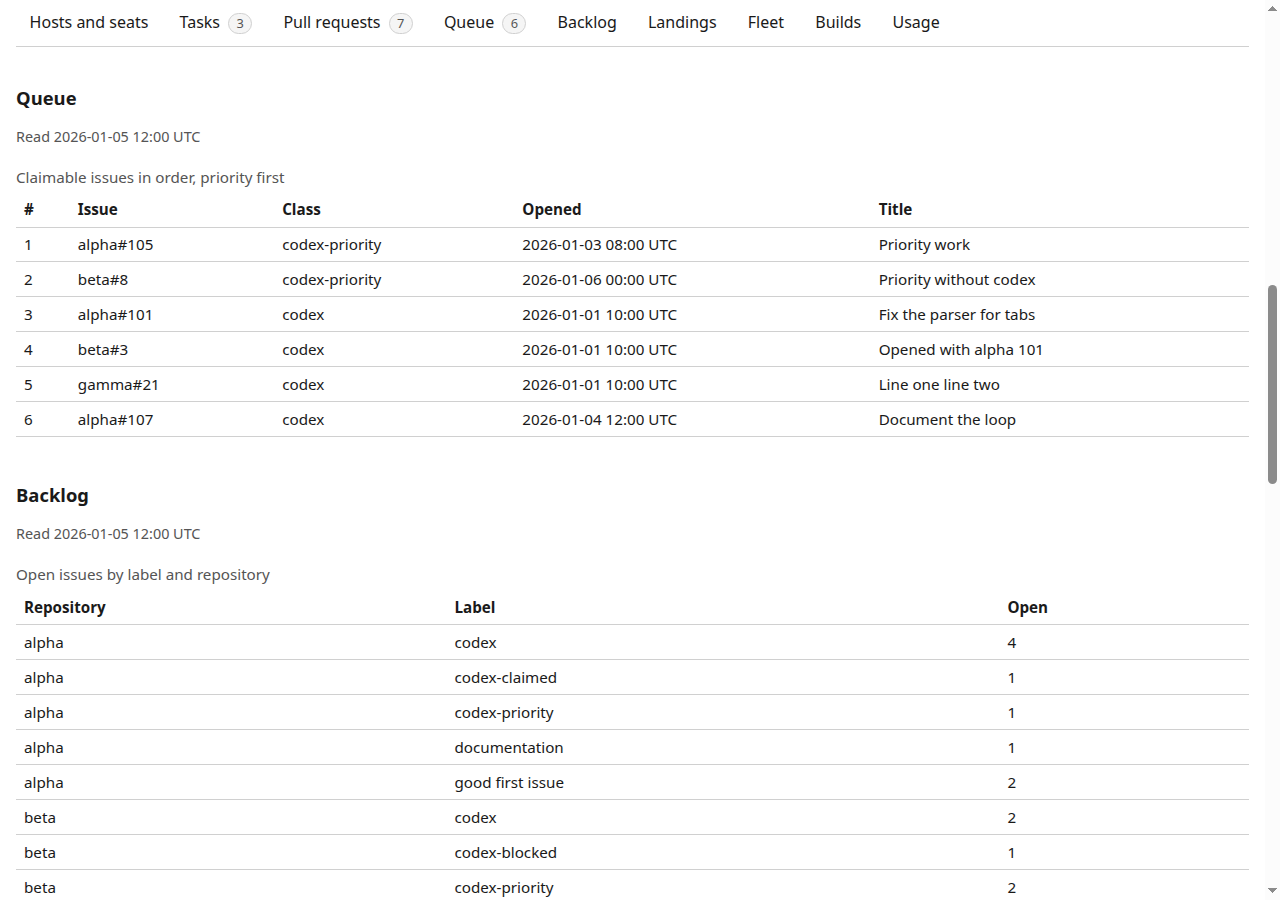 Hosts and seats Tasks 3 Pull requests 7 Queue 6 Backlog Landings Fleet Builds Usage
Queue
Read 2026-01-05 12:00 UTC
Claimable issues in order, priority first
# Issue Class Opened Title
1 alpha#105 codex-priority 2026-01-03 08:00 UTC Priority work
2 beta#8 codex-priority 2026-01-06 00:00 UTC Priority without codex
3 alpha#101 codex 2026-01-01 10:00 UTC Fix the parser for tabs
4 beta#3 codex 2026-01-01 10:00 UTC Opened with alpha 101
5 gamma#21 codex 2026-01-01 10:00 UTC Line one line two
6 alpha#107 codex 2026-01-04 12:00 UTC Document the loop
Backlog
Read 2026-01-05 12:00 UTC
Open issues by label and repository
Repository Label Open
alpha codex 4
alpha codex-claimed 1
alpha codex-priority 1
alpha documentation 1
alpha good first issue 2
beta codex 2
beta codex-blocked 1
beta codex-priority 2